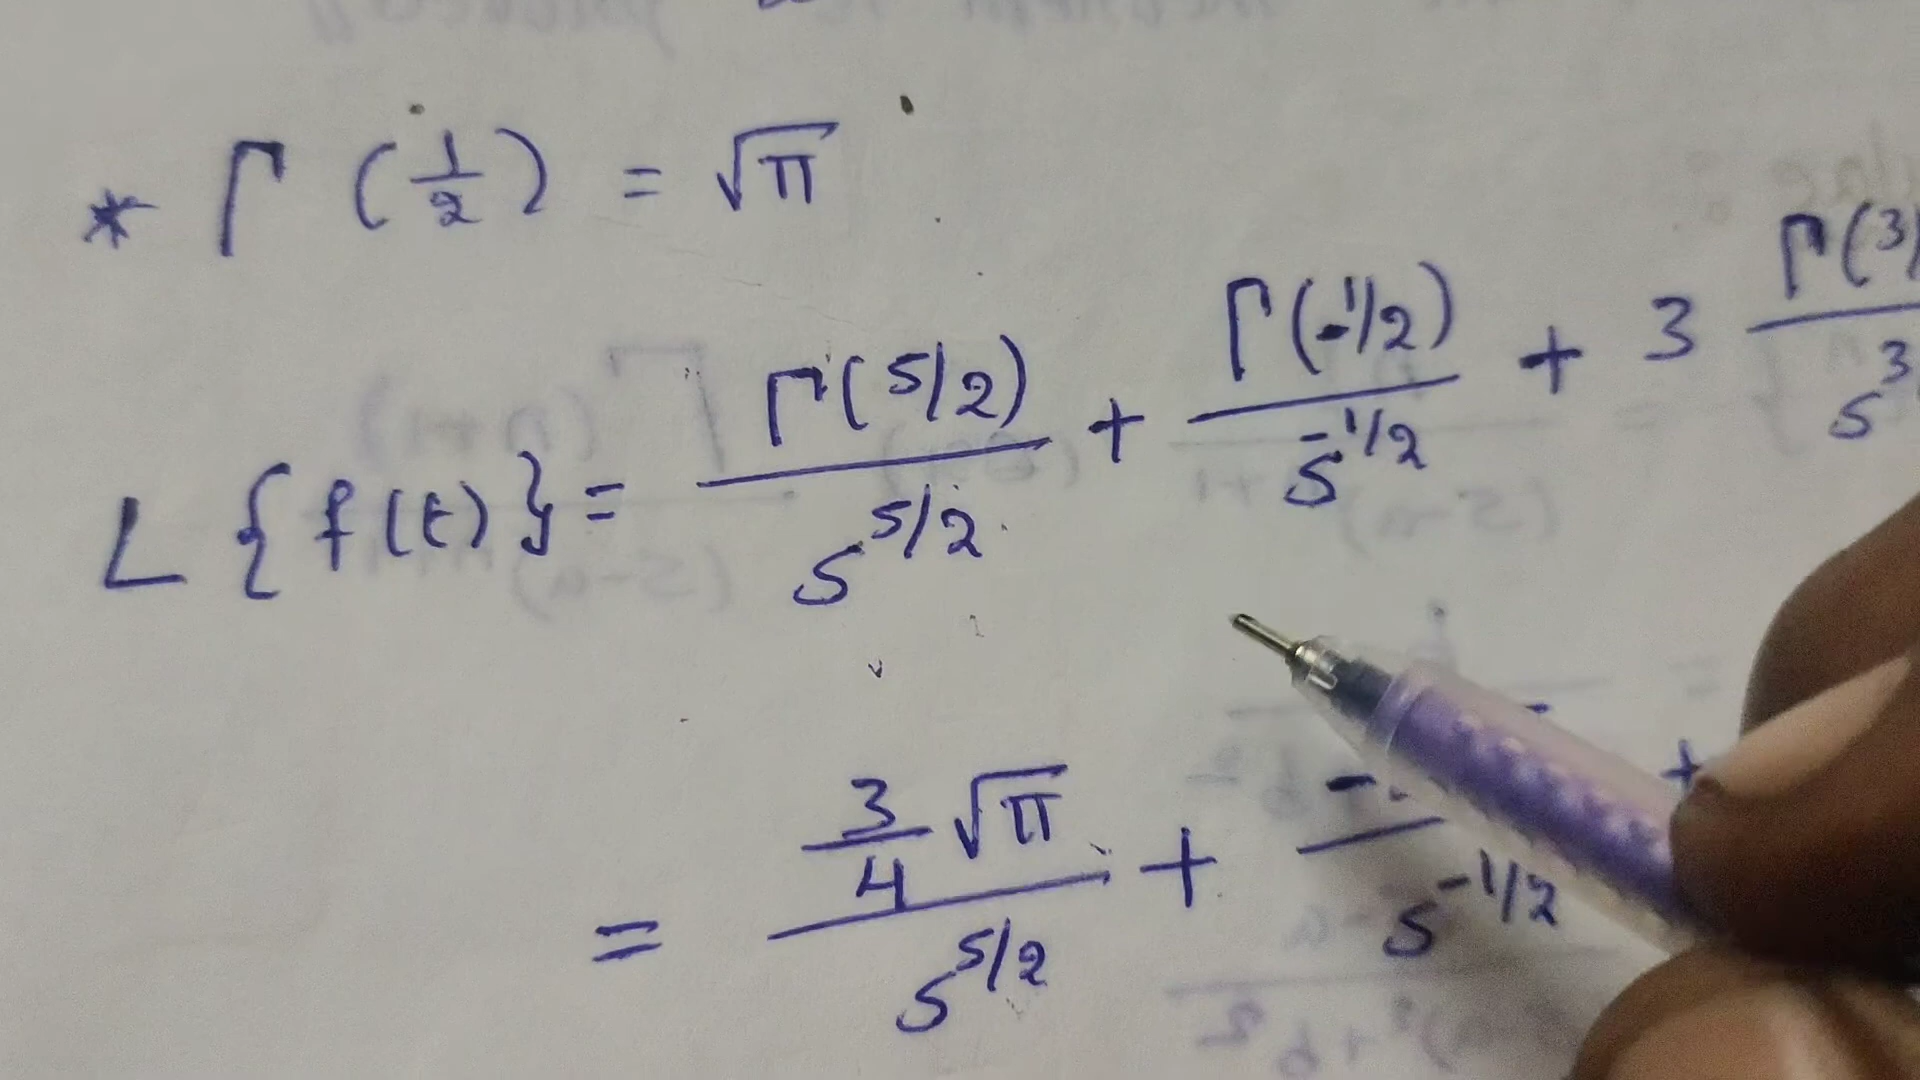 * Γ(1/2) = √π
L{f(t)} = Γ(5/2)/s^5/2 + Γ(-1/2)/s^-1/2 + 3 Γ(3/s^3
= 3/4 √π/s^5/2 + -/s^-1/2 +